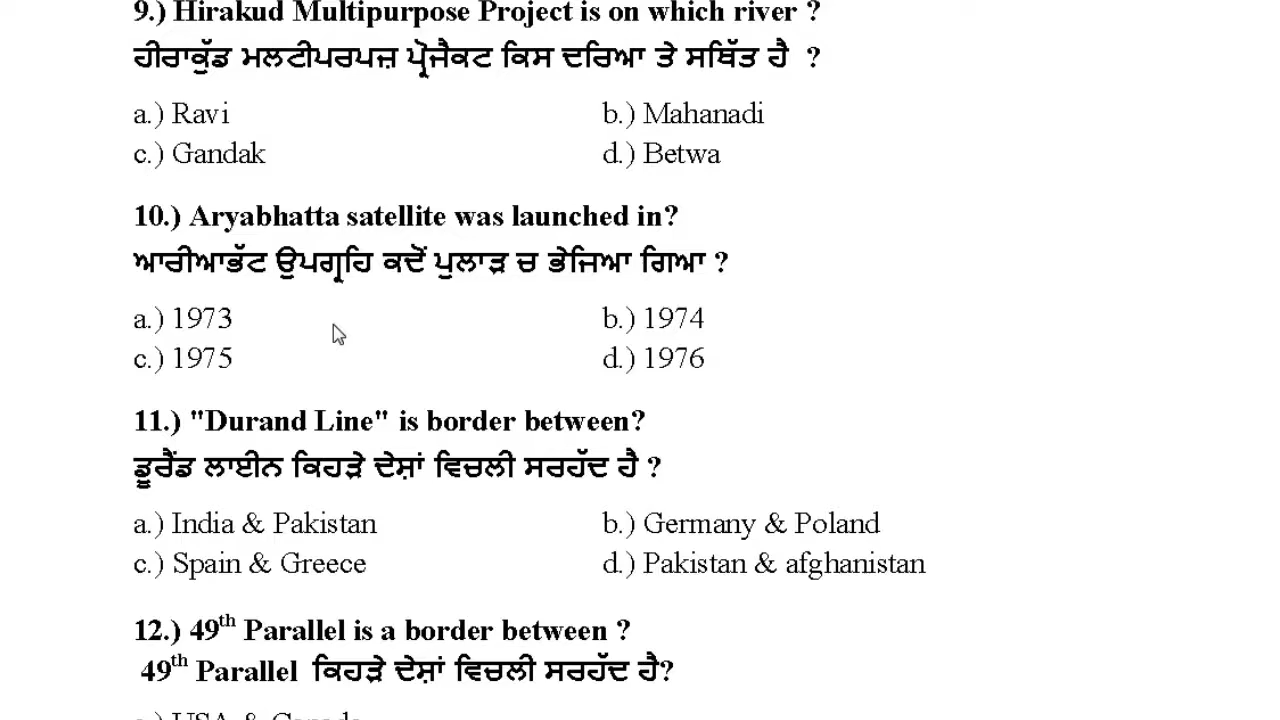 9.) Hirakud Multipurpose Project is on which river ?
ਹੀਰਾਕੁੱਡ ਮਲਟੀਪਰਪਜ਼ ਪ੍ਰੋਜੈਕਟ ਕਿਸ ਦਰਿਆ ਤੇ ਸਥਿੱਤ ਹੈ ?
a.) Ravi b.) Mahanadi
c.) Gandak d.) Betwa
10.) Aryabhatta satellite was launched in?
ਆਰੀਆਭੱਟ ਉਪਗ੍ਰਹਿ ਕਦੋਂ ਪੁਲਾੜ ਚ ਭੇਜਿਆ ਗਿਆ ?
a.) 1973 b.) 1974
c.) 1975 d.) 1976
11.) "Durand Line" is border between?
ਡੂਰੈਂਡ ਲਾਈਨ ਕਿਹੜੇ ਦੇਸ਼ਾਂ ਵਿਚਲੀ ਸਰਹੱਦ ਹੈ ?
a.) India & Pakistan b.) Germany & Poland
c.) Spain & Greece d.) Pakistan & afghanistan
12.) 49th Parallel is a border between ?
49th Parallel ਕਿਹੜੇ ਦੇਸ਼ਾਂ ਵਿਚਲੀ ਸਰਹੱਦ ਹੈ?
a.) USA & Canada